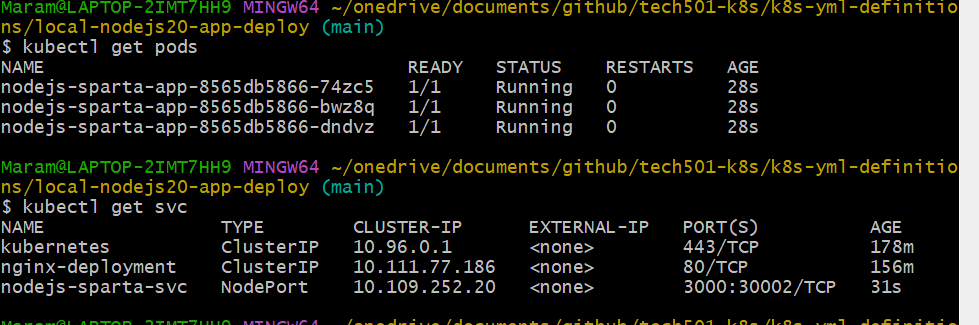 Maram@LAPTOP-2IMT7HH9 MINGW64 ~/onedrive/documents/github/tech501-k8s/k8s-yml-definitio
ns/local-nodejs20-app-deploy (main)
$ kubectl get pods
NAME READY STATUS RESTARTS AGE
nodejs-sparta-app-8565db5866-74zc5 1/1 Running 0 28s
nodejs-sparta-app-8565db5866-bwz8q 1/1 Running 0 28s
nodejs-sparta-app-8565db5866-dndvz 1/1 Running 0 28s
Maram@LAPTOP-2IMT7HH9 MINGW64 ~/onedrive/documents/github/tech501-k8s/k8s-yml-definitio
ns/local-nodejs20-app-deploy (main)
$ kubectl get svc
NAME TYPE CLUSTER-IP EXTERNAL-IP PORT(S) AGE
kubernetes ClusterIP 10.96.0.1 <none> 443/TCP 178m
nginx-deployment ClusterIP 10.111.77.186 <none> 80/TCP 156m
nodejs-sparta-svc NodePort 10.109.252.20 <none> 3000:30002/TCP 31s